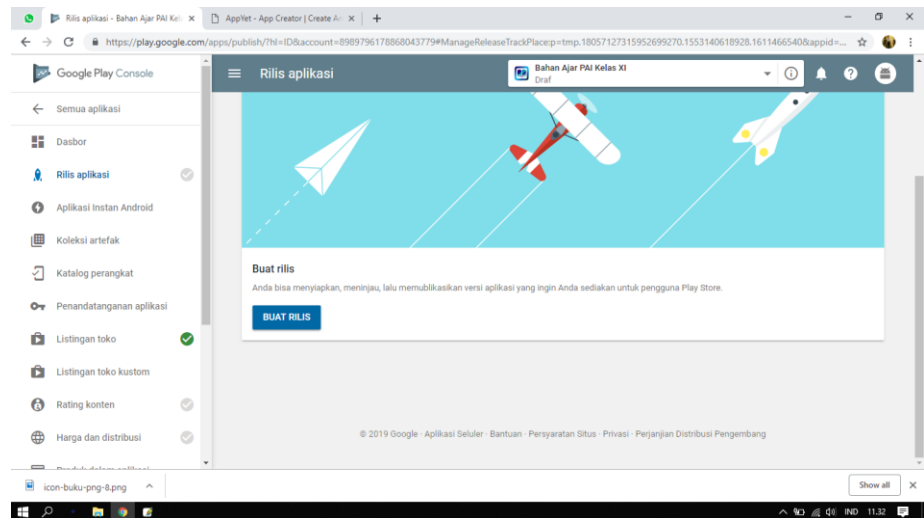 Rilis aplikasi - Bahan Ajar PAI Kel
AppYet - App Creator | Create An
https://play.google.com/apps/publish/?hl=ID&account=8989796178868043779#ManageReleaseTrackPlace:p=tmp.18057127315952699270.1553140618928.1611466540&appid=...
Google Play Console
Rilis aplikasi
Bahan Ajar PAI Kelas XI
Draf
Semua aplikasi
Dasbor
Rilis aplikasi
Aplikasi Instan Android
Koleksi artefak
Katalog perangkat
Penandatanganan aplikasi
Listingan toko
Listingan toko kustom
Rating konten
Harga dan distribusi
Produk dalam aplikasi
Buat rilis
Anda bisa menyiapkan, meninjau, lalu memublikasikan versi aplikasi yang ingin Anda sediakan untuk pengguna Play Store.
BUAT RILIS
© 2019 Google · Aplikasi Seluler · Bantuan · Persyaratan Situs · Privasi · Perjanjian Distribusi Pengembang
icon-buku-png-8.png
Show all
IND 11.32